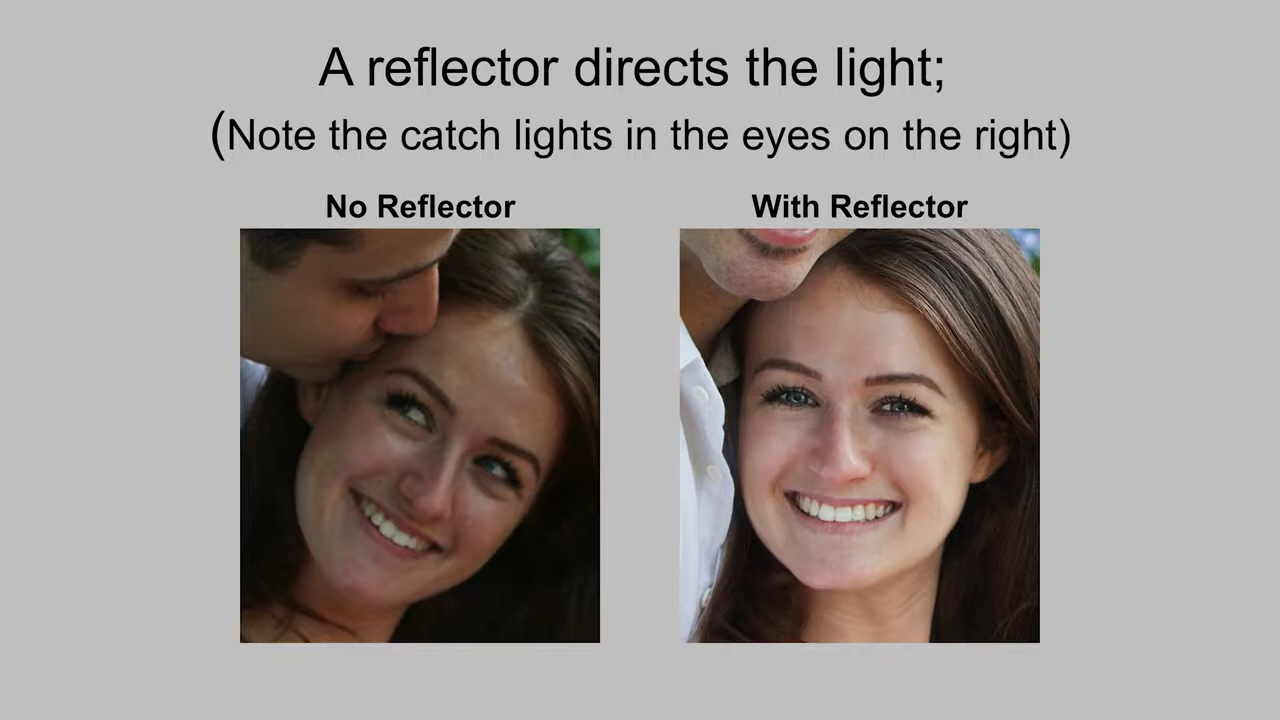 A reflector directs the light;
(Note the catch lights in the eyes on the right)
No Reflector
With Reflector